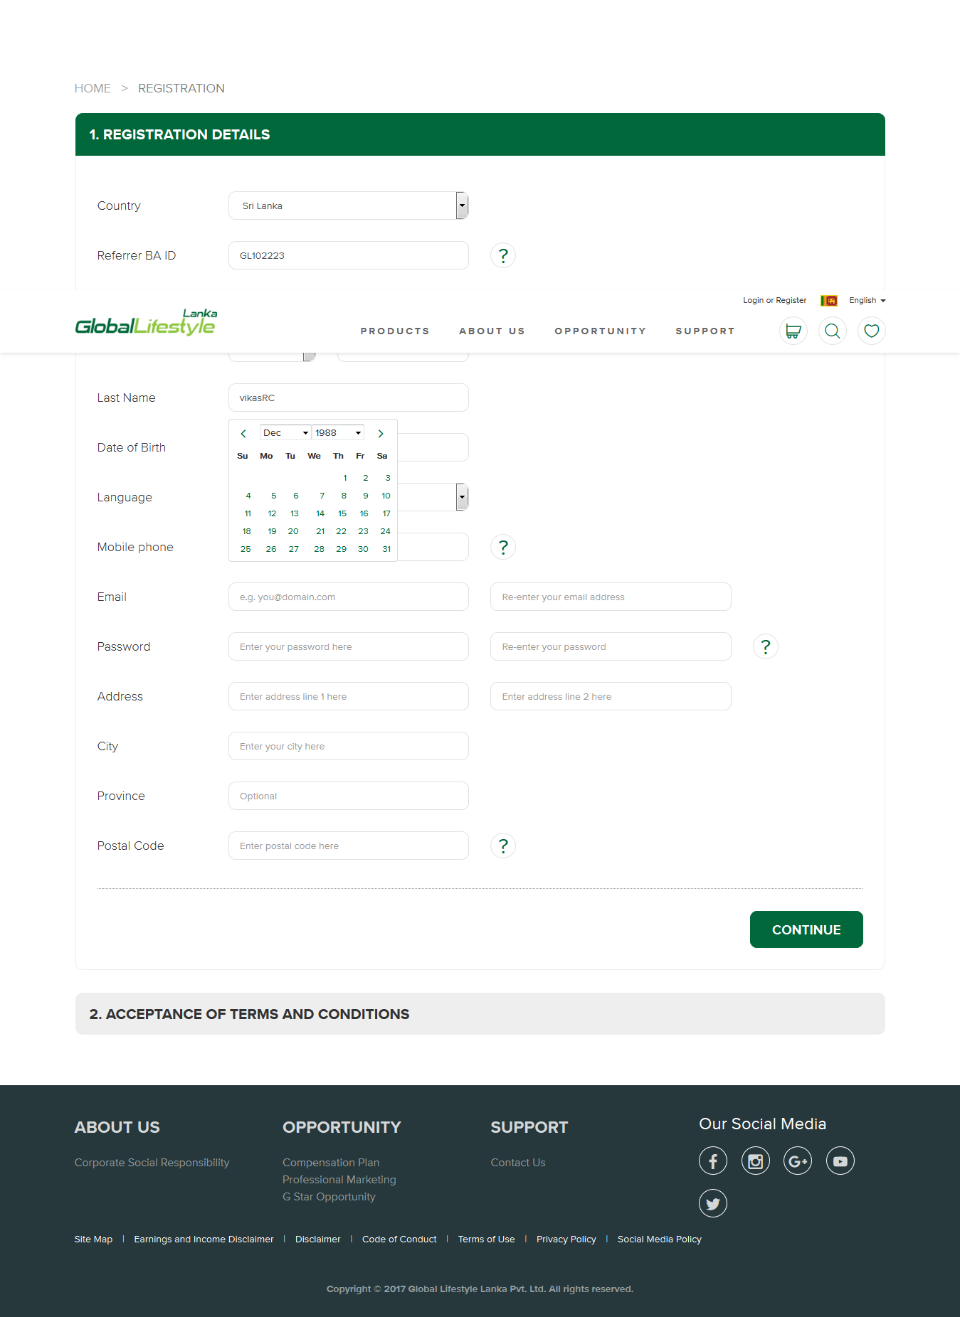 HOME > REGISTRATION
1. REGISTRATION DETAILS
Country Sri Lanka
Referrer BA ID GL102223 ?
Login or Register English
GlobalLifestyle Lanka
PRODUCTS ABOUT US OPPORTUNITY SUPPORT
Last Name vikasRC
Date of Birth
Dec 1988
Su Mo Tu We Th Fr Sa
1 2 3
4 5 6 7 8 9 10
11 12 13 14 15 16 17
18 19 20 21 22 23 24
25 26 27 28 29 30 31
Language
Mobile phone ?
Email e.g. you@domain.com Re-enter your email address
Password Enter your password here Re-enter your password ?
Address Enter address line 1 here Enter address line 2 here
City Enter your city here
Province Optional
Postal Code Enter postal code here ?
CONTINUE
2. ACCEPTANCE OF TERMS AND CONDITIONS
ABOUT US
Corporate Social Responsibility
OPPORTUNITY
Compensation Plan
Professional Marketing
G Star Opportunity
SUPPORT
Contact Us
Our Social Media
Site Map | Earnings and Income Disclaimer | Disclaimer | Code of Conduct | Terms of Use | Privacy Policy | Social Media Policy
Copyright © 2017 Global Lifestyle Lanka Pvt. Ltd. All rights reserved.